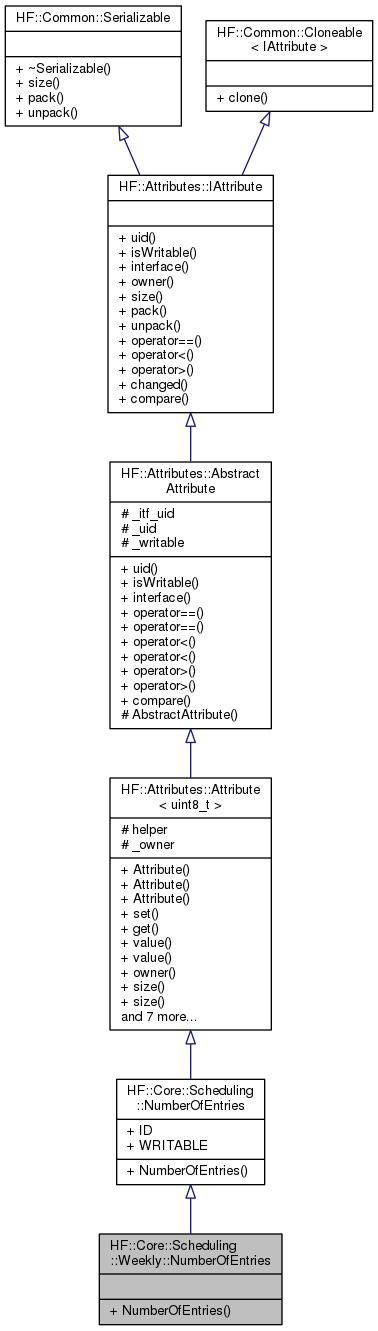 HF::Common::Serializable
+ ~Serializable()
+ size()
+ pack()
+ unpack()
HF::Common::Cloneable
< IAttribute >
+ clone()
HF::Attributes::IAttribute
+ uid()
+ isWritable()
+ interface()
+ owner()
+ size()
+ pack()
+ unpack()
+ operator==()
+ operator<()
+ operator>()
+ changed()
+ compare()
HF::Attributes::Abstract
Attribute
# _itf_uid
# _uid
# _writable
+ uid()
+ isWritable()
+ interface()
+ operator==()
+ operator==()
+ operator<()
+ operator<()
+ operator>()
+ operator>()
+ compare()
# AbstractAttribute()
HF::Attributes::Attribute
< uint8_t >
# helper
# _owner
+ Attribute()
+ Attribute()
+ Attribute()
+ set()
+ get()
+ value()
+ value()
+ owner()
+ size()
+ size()
and 7 more...
HF::Core::Scheduling
::NumberOfEntries
+ ID
+ WRITABLE
+ NumberOfEntries()
HF::Core::Scheduling
::Weekly::NumberOfEntries
+ NumberOfEntries()